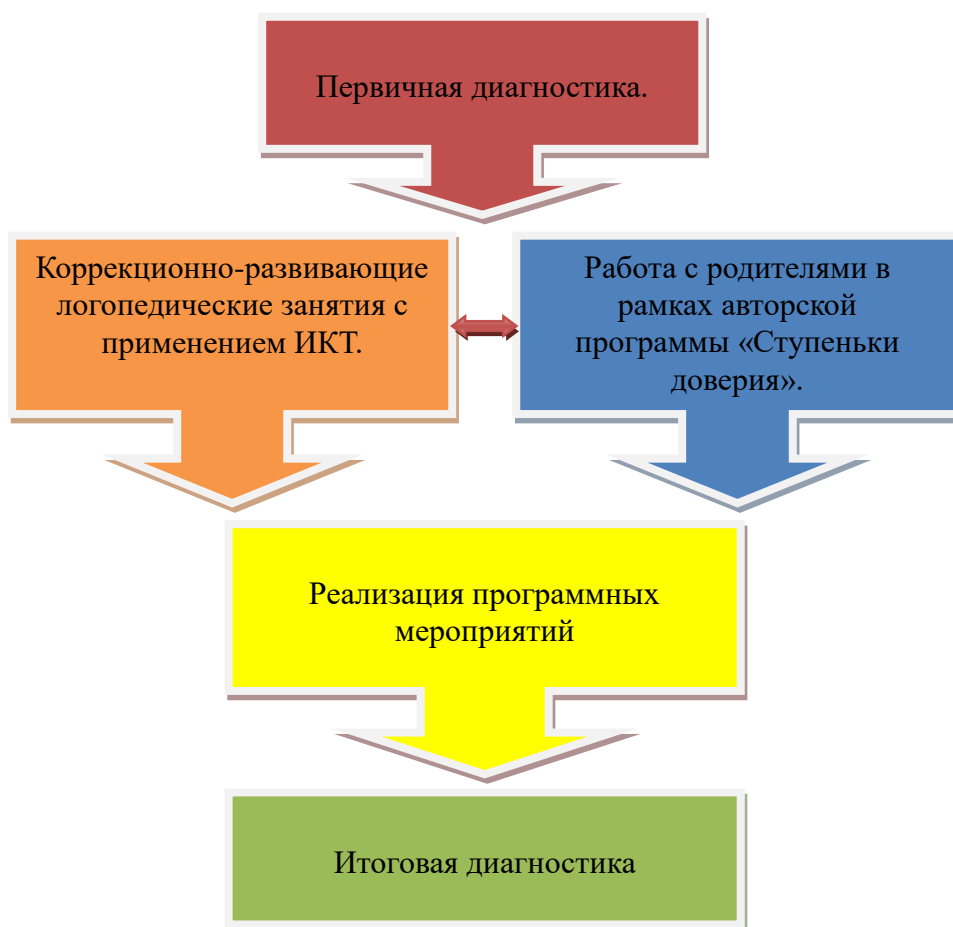 Первичная диагностика.
Коррекционно-развивающие
логопедические занятия с
применением ИКТ.
Работа с родителями в
рамках авторской
программы «Ступеньки
доверия».
Реализация программных
мероприятий
Итоговая диагностика